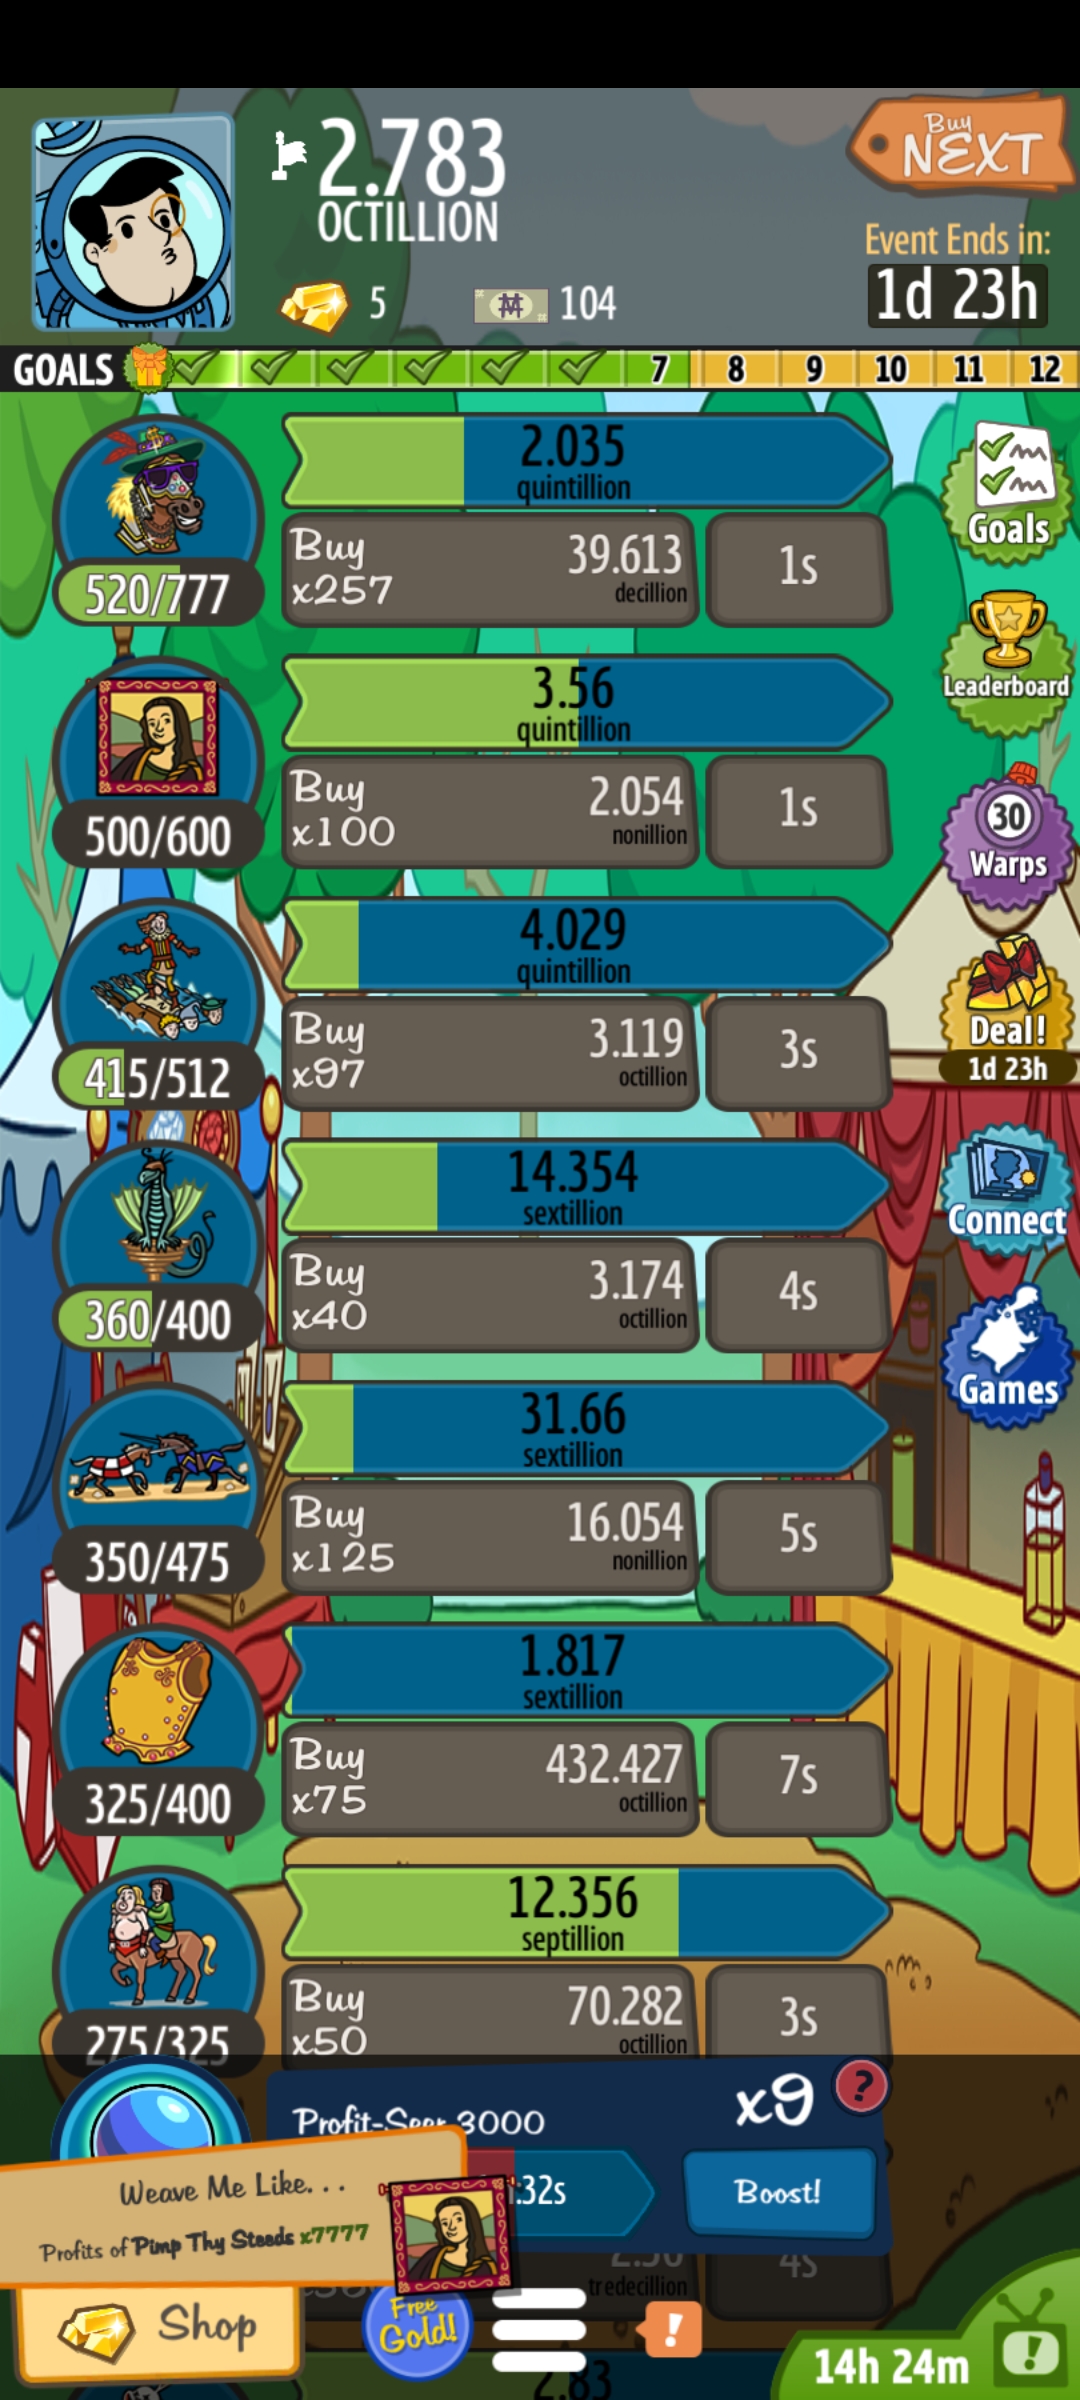 2.783
OCTILLION
5
104
Buy
NEXT
Event Ends in:
1d 23h
GOALS 7 8 9 10 11 12
2.035
quintillion
Buy
x257
39.613
decillion
1s
520/777
Goals
3.56
quintillion
Buy
x100
2.054
nonillion
1s
500/600
Leaderboard
30
Warps
4.029
quintillion
Buy
x97
3.119
octillion
3s
415/512
Deal!
1d 23h
14.354
sextillion
Buy
x40
3.174
octillion
4s
360/400
Connect
31.66
sextillion
Buy
x125
16.054
nonillion
5s
350/475
Games
1.817
sextillion
Buy
x75
432.427
octillion
7s
325/400
12.356
septillion
Buy
x50
70.282
octillion
3s
275/325
Profit-Seer 3000
x9
?
:32s
Boost!
Weave Me Like. . .
Profits of Pimp Thy Steeds x7777
tredecillion
4s
Shop
Free
Gold!
!
14h 24m
!
2.83